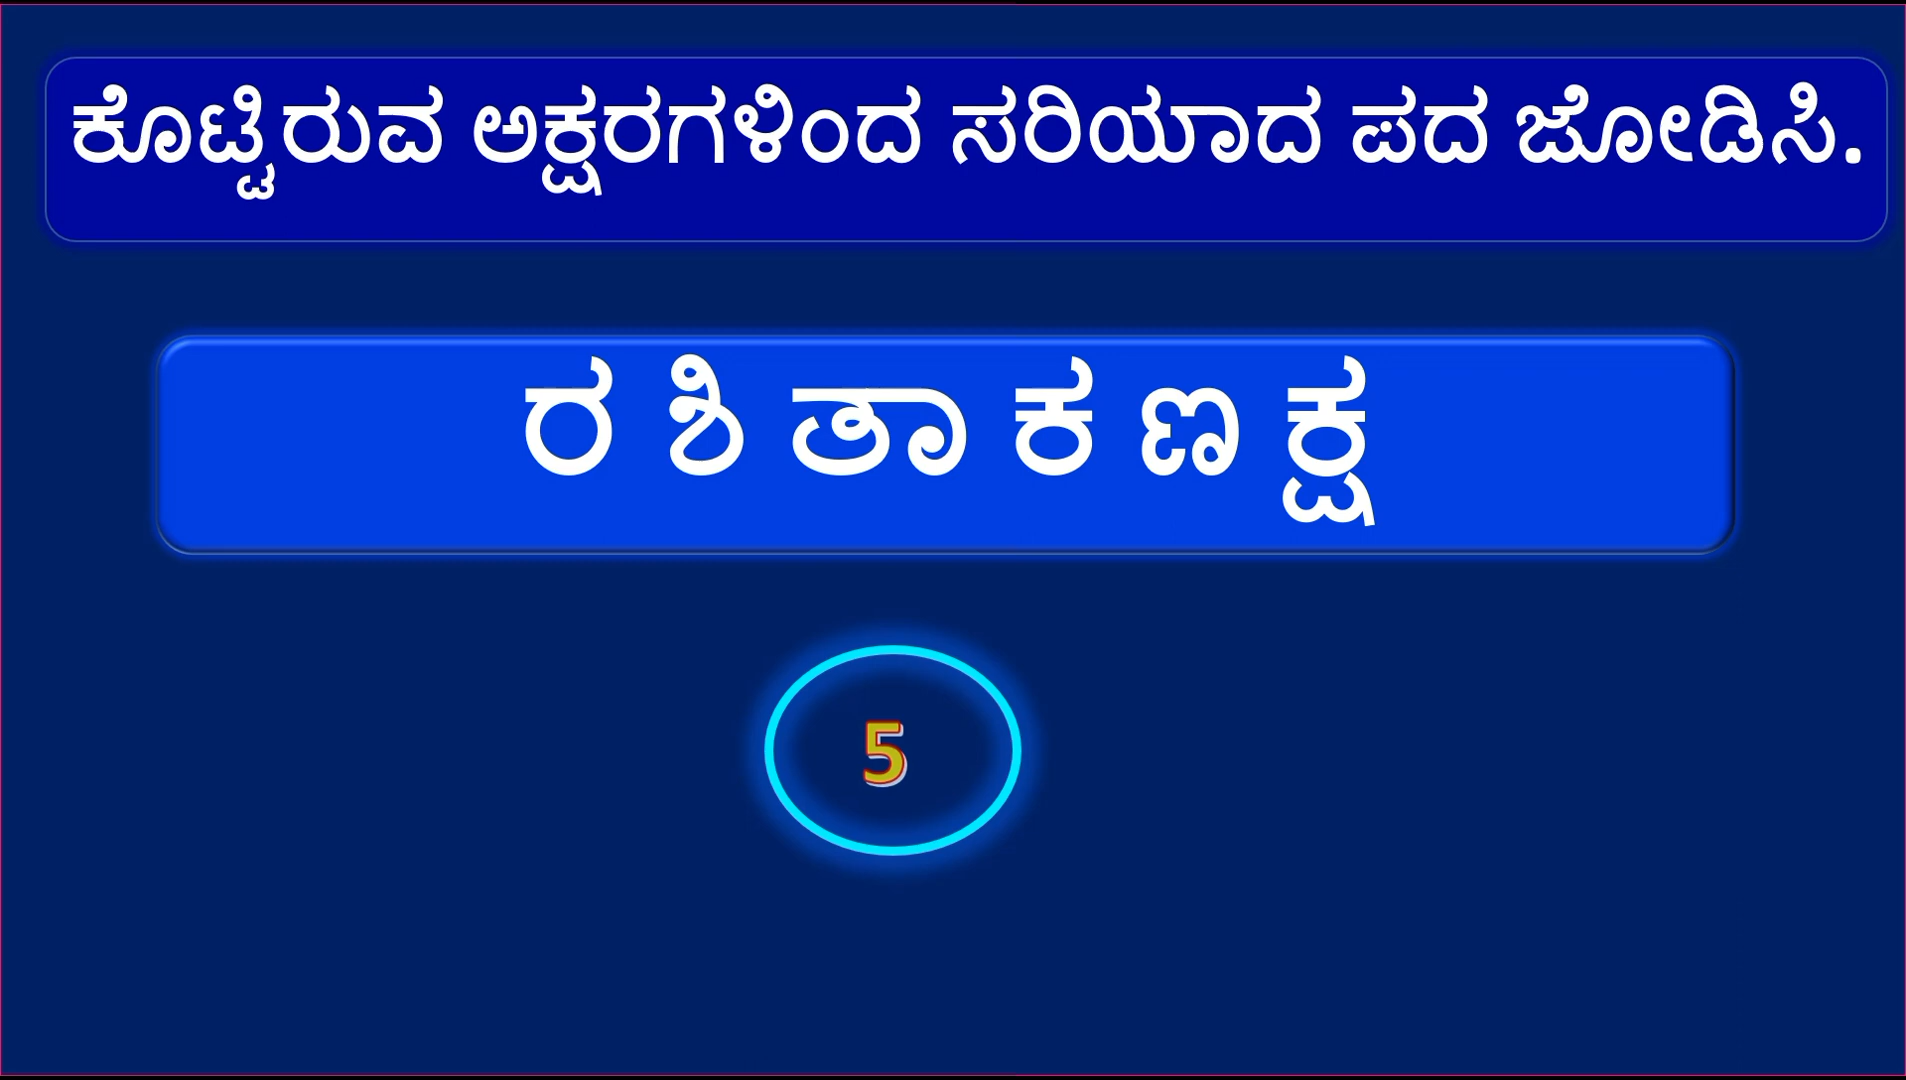 ಕೊಟ್ಟಿರುವ ಅಕ್ಷರಗಳಿಂದ ಸರಿಯಾದ ಪದ ಜೋಡಿಸಿ.
ರ ಶಿ ತಾ ಕ ಣ ಕ್ಷ
5